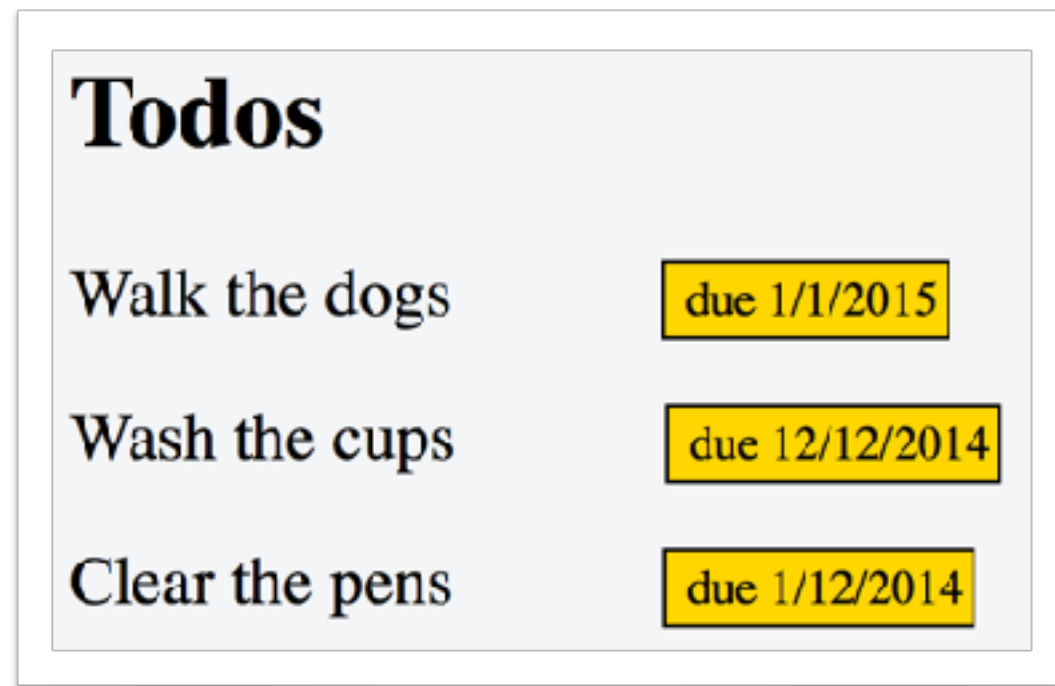 Todos
Walk the dogs due 1/1/2015
Wash the cups due 12/12/2014
Clear the pens due 1/12/2014